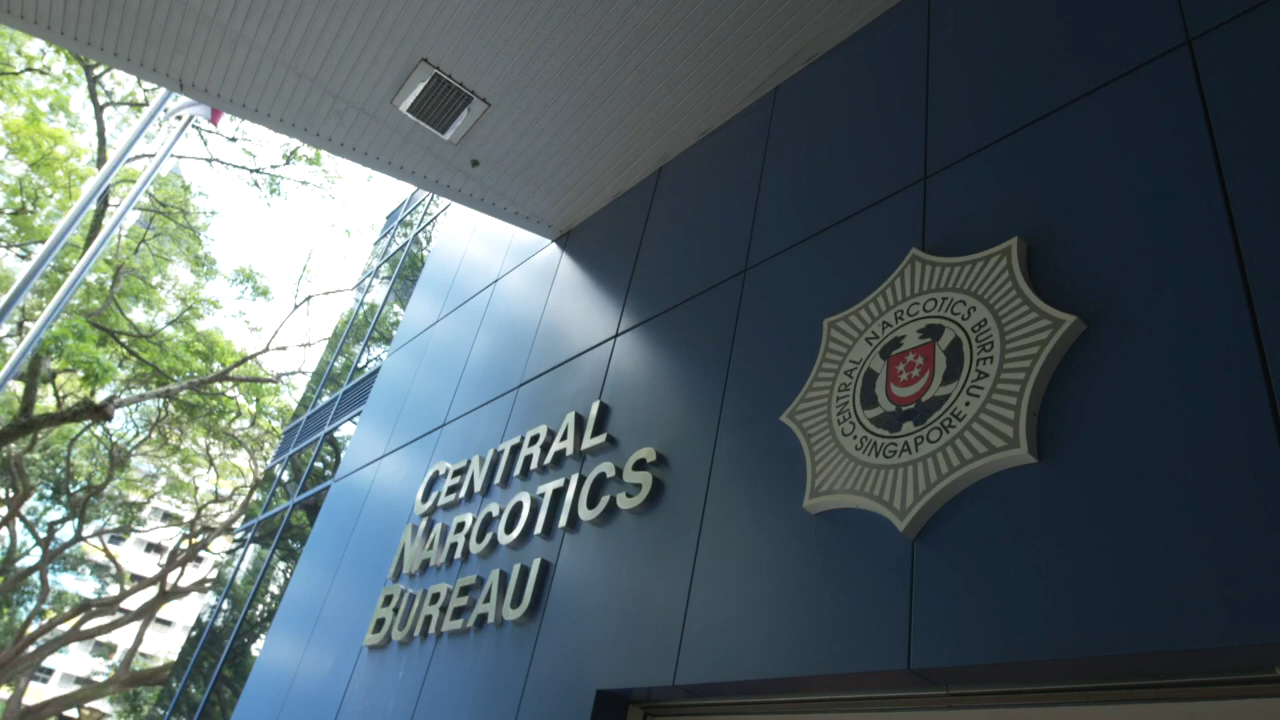 CENTRAL
NARCOTICS
BUREAU
CENTRAL NARCOTICS BUREAU
• SINGAPORE •